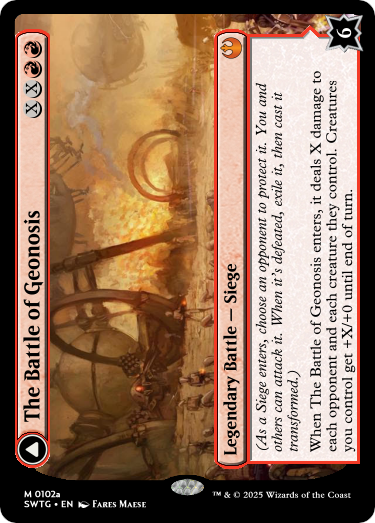 The Battle of Geonosis
X X
Legendary Battle — Siege
6
(As a Siege enters, choose an opponent to protect it. You and
others can attack it. When it's defeated, exile it, then cast it
transformed.)
When The Battle of Geonosis enters, it deals X damage to
each opponent and each creature they control. Creatures
you control get +X/+0 until end of turn.
M 0102a
SWTG • EN Fares Maese
™ & © 2025 Wizards of the Coast